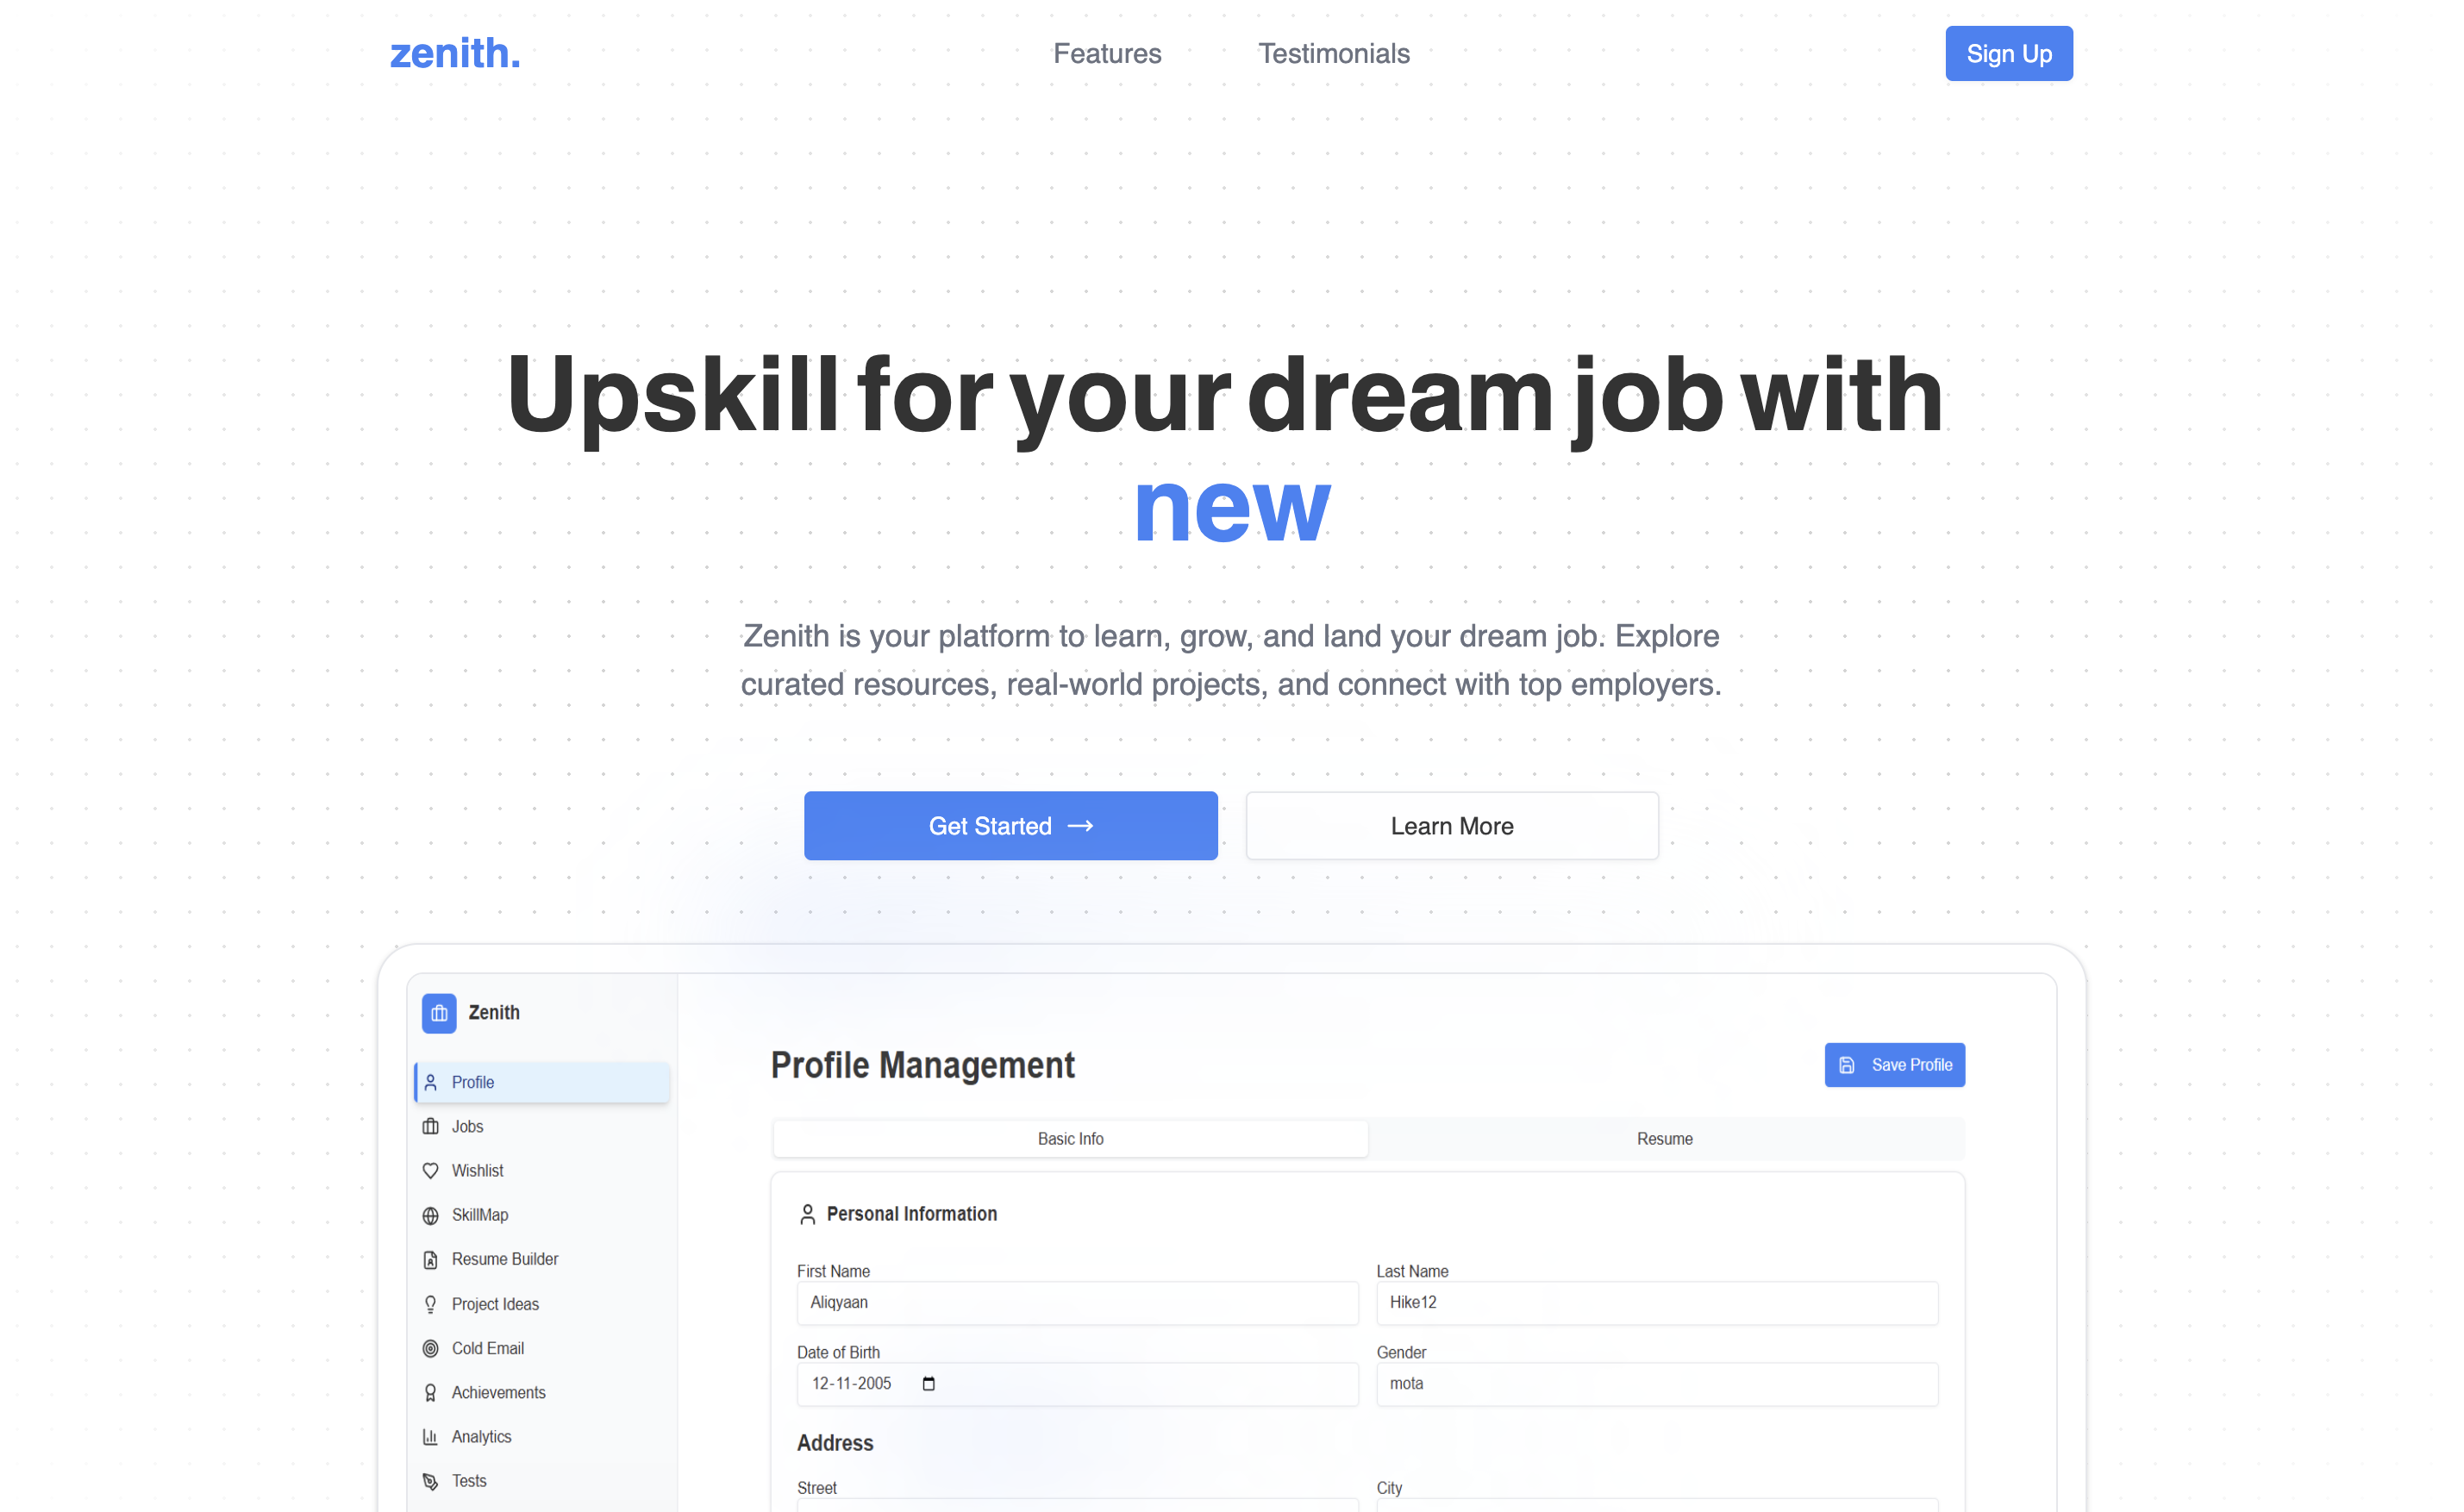 zenith.
Features
Testimonials
Sign Up
Upskill for your dream job with
new
Zenith is your platform to learn, grow, and land your dream job. Explore
curated resources, real-world projects, and connect with top employers.
Get Started →
Learn More
Zenith
Profile
Jobs
Wishlist
SkillMap
Resume Builder
Project Ideas
Cold Email
Achievements
Analytics
Tests
Profile Management
Save Profile
Basic Info
Resume
Personal Information
First Name
Last Name
Aliqyaan
Hike12
Date of Birth
Gender
12-11-2005
mota
Address
Street
City